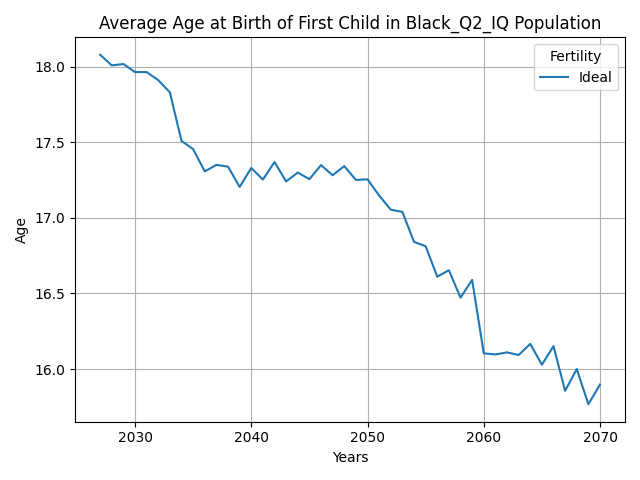 Average Age at Birth of First Child in Black_Q2_IQ Population
Fertility
Ideal
18.0
17.5
17.0
16.5
16.0
Age
2030 2040 2050 2060 2070
Years